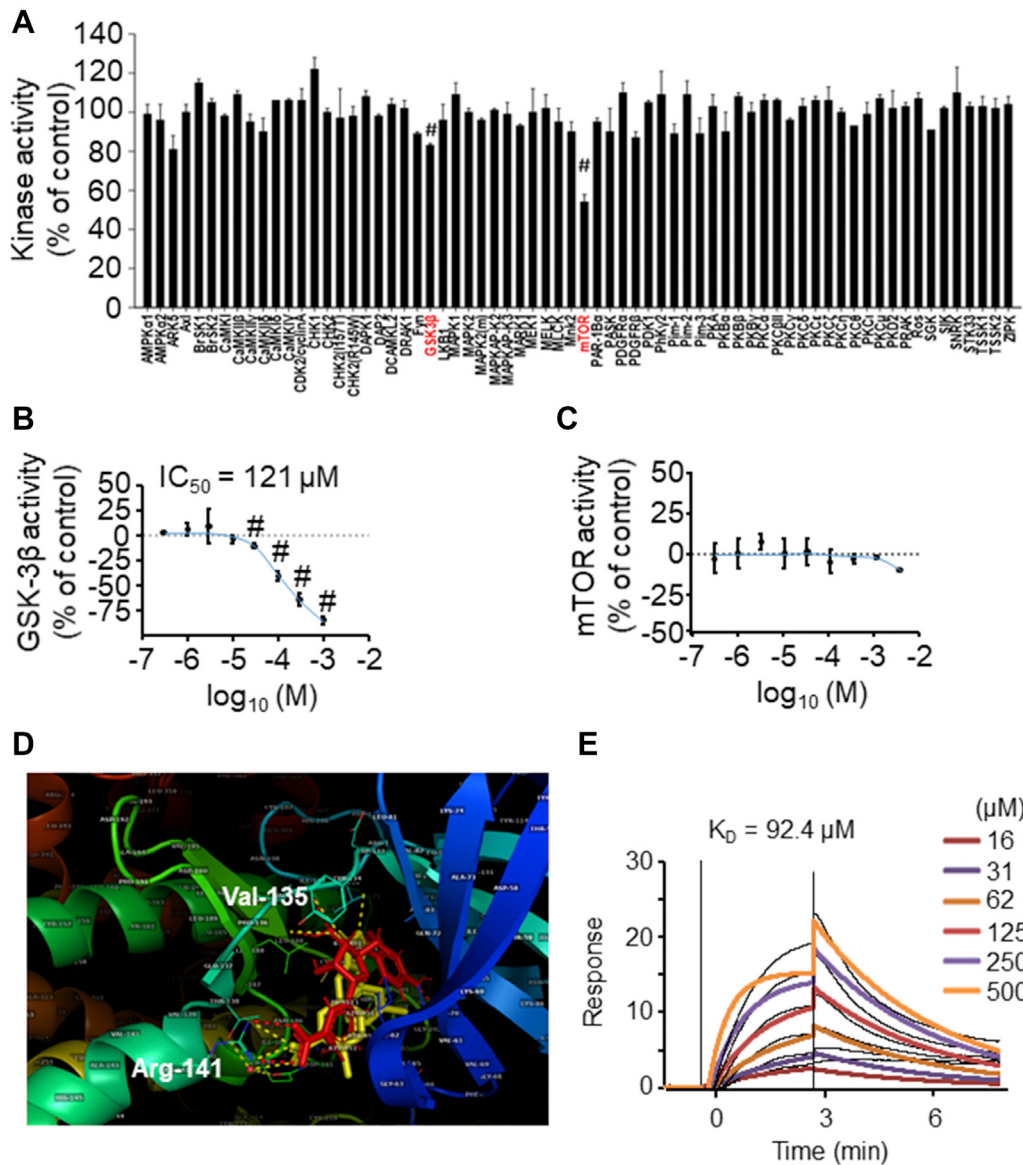 A
Kinase activity
(% of control)
140
120
100
80
60
40
20
0
#
#
AMPKα1
AMPKα2
ARK5
Axl
BrSK1
BrSK2
CaMKI
CaMKIIβ
CaMKIIγ
CaMKIIδ
CaMKIδ
CaMKIV
CDK2/cyclinA
CHK1
CHK2
CHK2(I157T)
CHK2(R145W)
DAPK1
DAPK2
DCAMKL2
DRAK1
Fyn
GSK3β
LKB1
MAPK1
MAPK2
MAPK2(m)
MAPKAP-K2
MAPKAP-K3
MARK1
MEK1
MELK
MLCK
Mnk2
mTOR
PAR-1Bα
PASK
PDGFRα
PDGFRβ
PDK1
PhKγ2
Pim-1
Pim-2
Pim-3
PKA
PKBα
PKBβ
PKBγ
PKCα
PKCβII
PKCγ
PKCδ
PKCε
PKCζ
PKCη
PKCθ
PKCι
PKCμ
PKD2
PRAK
Ros
SGK
SIK
SNRK
STK33
TSSK1
TSSK2
ZIPK
B
IC50 = 121 μM
GSK-3β activity
(% of control)
50
25
0
-25
-50
-75
#
#
#
#
-7
-6
-5
-4
-3
-2
log10 (M)
C
mTOR activity
(% of control)
50
25
0
-25
-50
-7
-6
-5
-4
-3
-2
log10 (M)
D
Val-135
Arg-141
E
KD = 92.4 μM
(μM)
16
31
62
125
250
500
Response
30
20
10
0
0
3
6
Time (min)